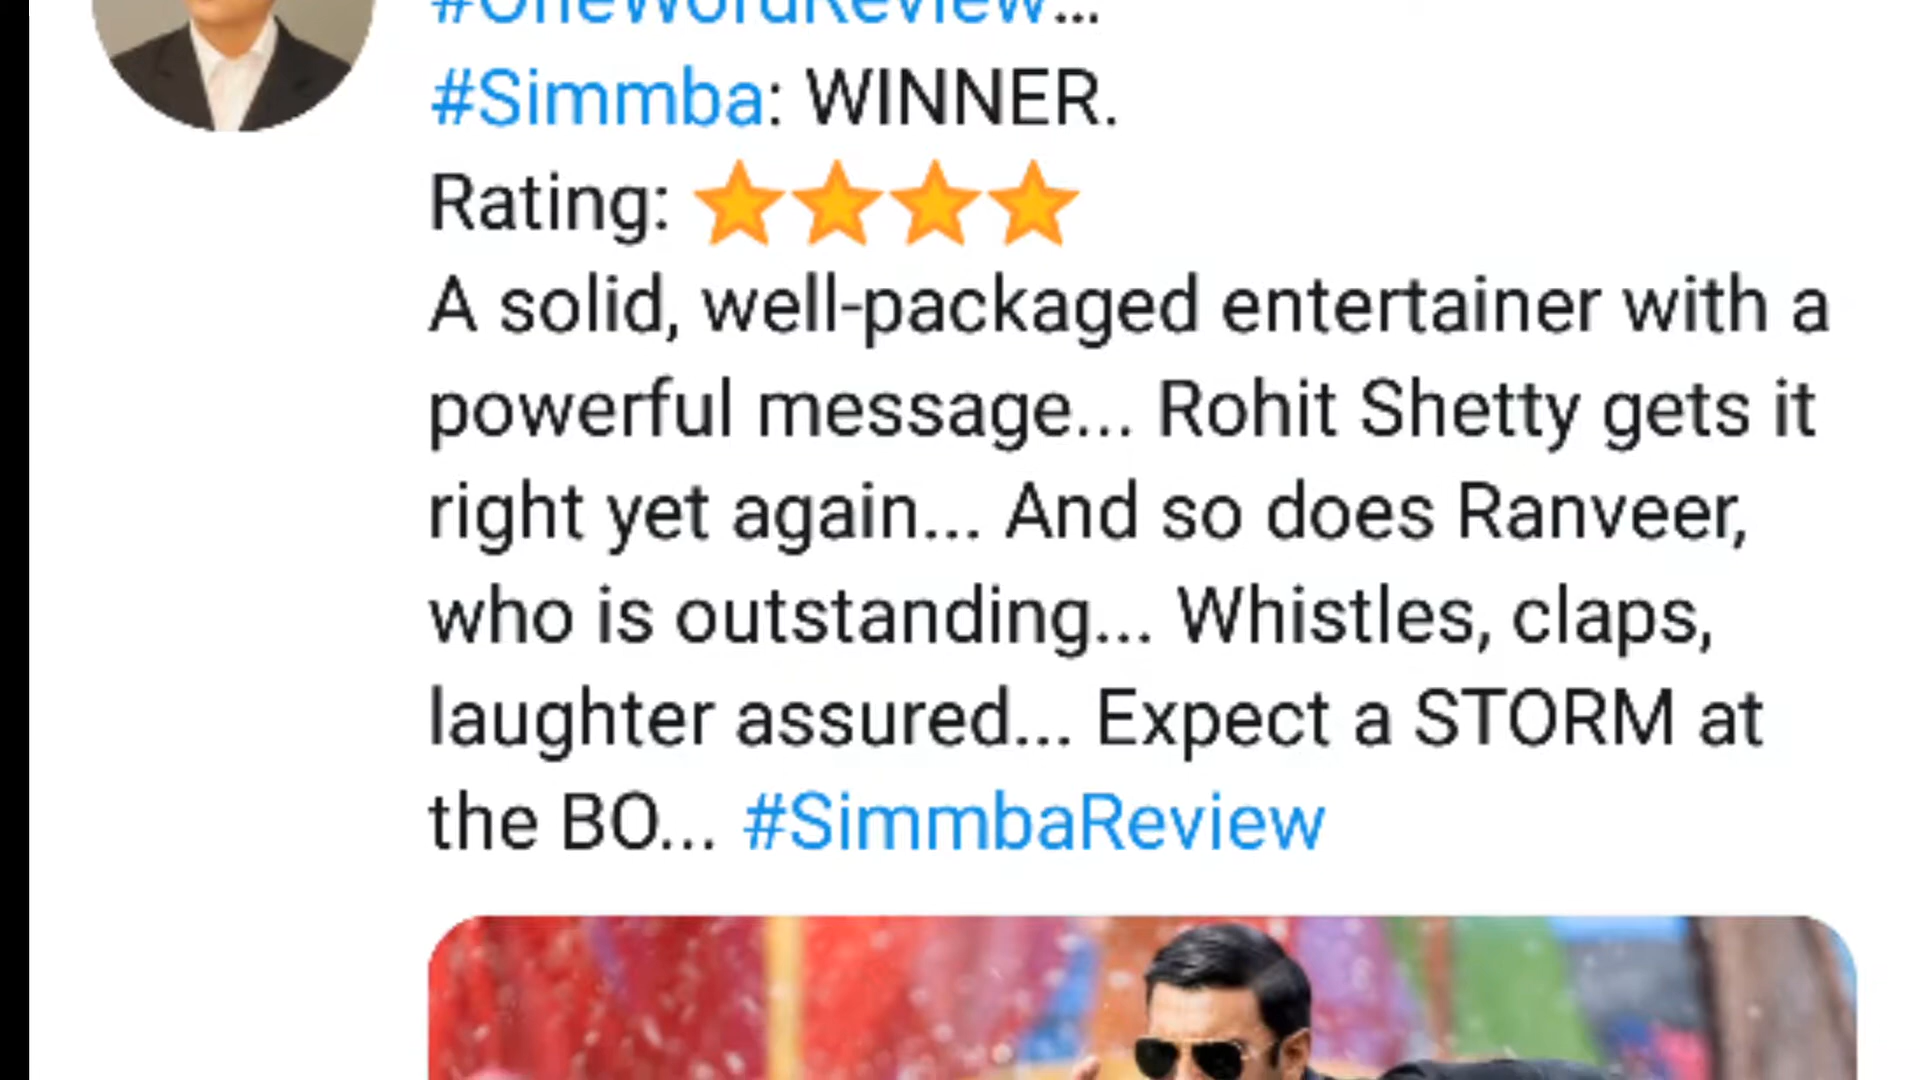 #OneWordReview...
#Simmba: WINNER.
Rating: ⭐⭐⭐⭐
A solid, well-packaged entertainer with a
powerful message... Rohit Shetty gets it
right yet again... And so does Ranveer,
who is outstanding... Whistles, claps,
laughter assured... Expect a STORM at
the BO... #SimmbaReview